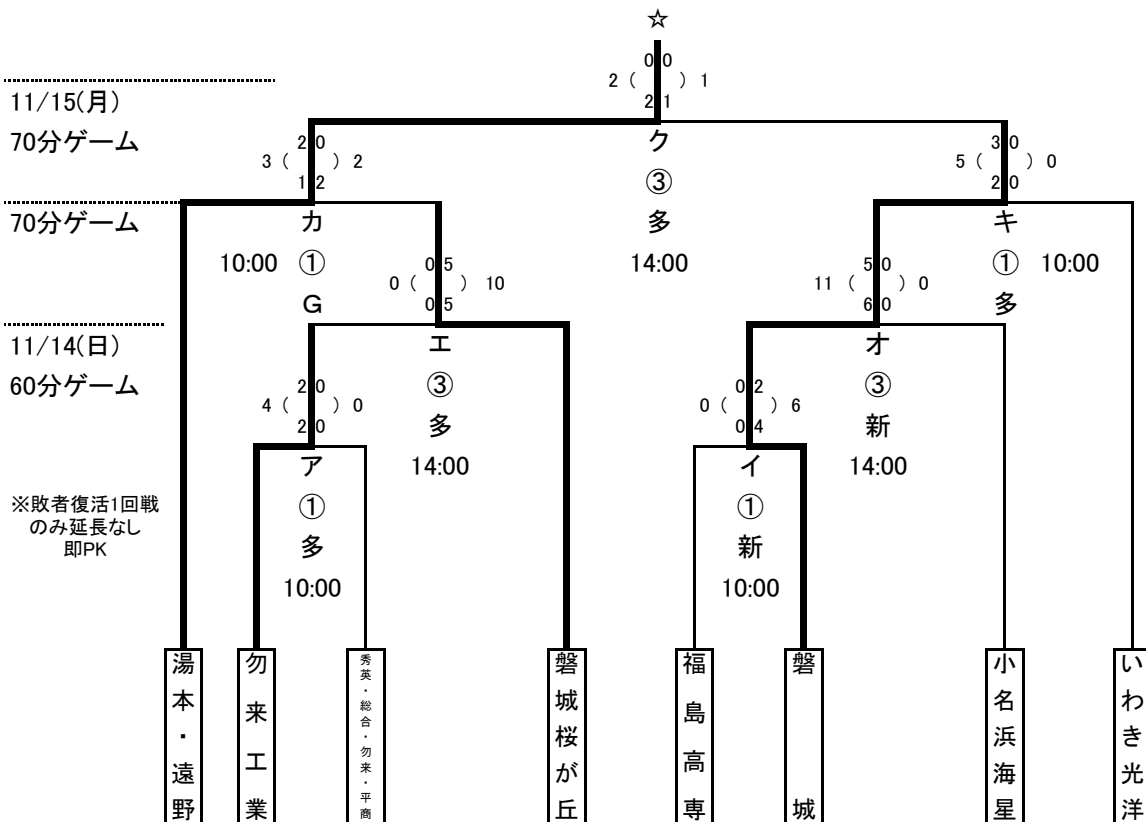 ☆
0 0
2 ( ) 1
2 1
11/15(月)
70分ゲーム
2 0
3 ( ) 2
1 2
ク
③
多
14:00
3 0
5 ( ) 0
2 0
70分ゲーム
カ
10:00 ①
G
0 5
0 ( ) 10
0 5
5 0
11 ( ) 0
6 0
キ
① 10:00
多
11/14(日)
60分ゲーム
2 0
4 ( ) 0
2 0
エ
③
多
14:00
0 2
0 ( ) 6
0 4
オ
③
新
14:00
※敗者復活1回戦
のみ延長なし
即PK
ア
①
多
10:00
イ
①
新
10:00
湯本・遠野
勿来工業
秀英・総合・勿来・平商
磐城桜が丘
福島高専
磐城
小名浜海星
いわき光洋